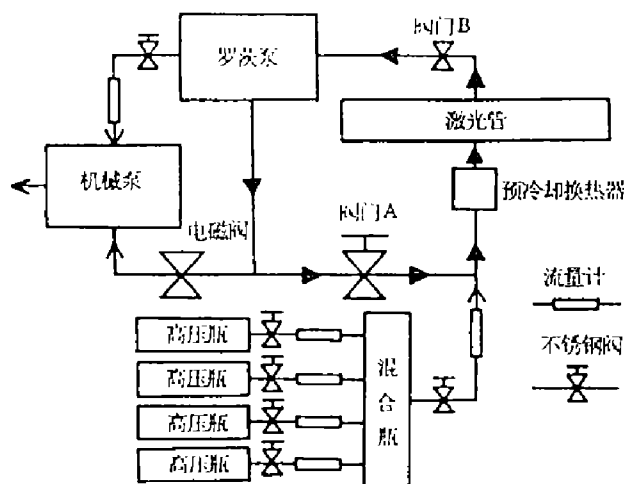 罗茨泵
阀门B
激光管
机械泵
预冷却换热器
电磁阀
阀门A
流量计
高压瓶
高压瓶
高压瓶
高压瓶
混合瓶
不锈钢阀